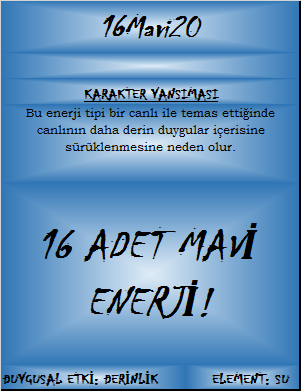 16Mavi20
KARAKTER YANSIMASI
Bu enerji tipi bir canlı ile temas ettiğinde
canlının daha derin duygular içerisine
sürüklenmesine neden olur.
16 ADET MAVİ
ENERJİ!
DUYGUSAL ETKİ: DERİNLİK ELEMENT: SU